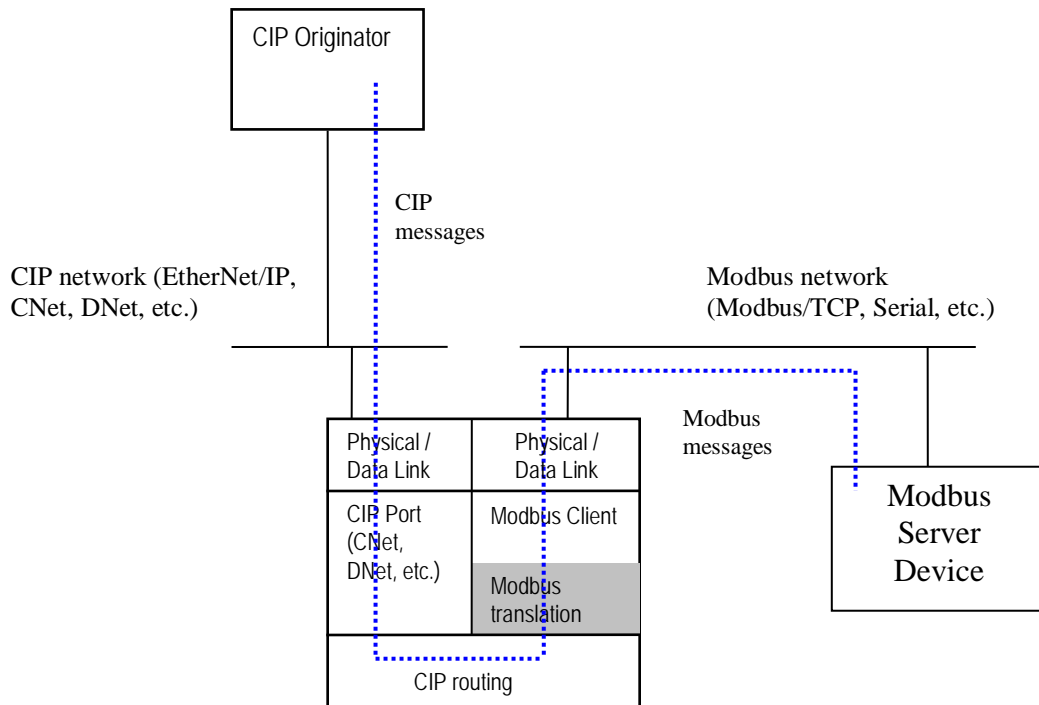 CIP Originator
CIP
messages
CIP network (EtherNet/IP,
CNet, DNet, etc.)
Modbus network
(Modbus/TCP, Serial, etc.)
Modbus
messages
Physical /
Data Link
Physical /
Data Link
CIP Port
(CNet,
DNet, etc.)
Modbus Client
Modbus
translation
CIP routing
Modbus
Server
Device